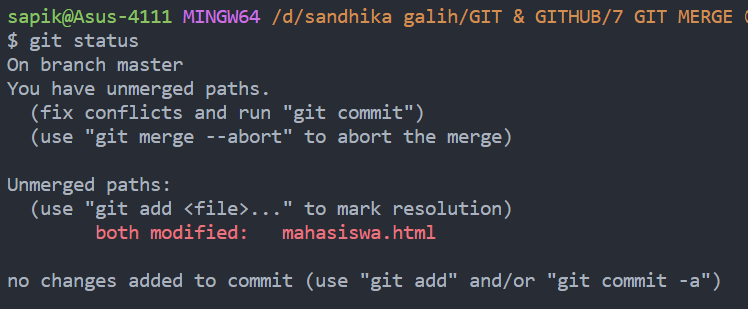 sapik@Asus-4111 MINGW64 /d/sandhika galih/GIT & GITHUB/7 GIT MERGE
$ git status
On branch master
You have unmerged paths.
  (fix conflicts and run "git commit")
  (use "git merge --abort" to abort the merge)

Unmerged paths:
  (use "git add <file>..." to mark resolution)
        both modified:   mahasiswa.html

no changes added to commit (use "git add" and/or "git commit -a")